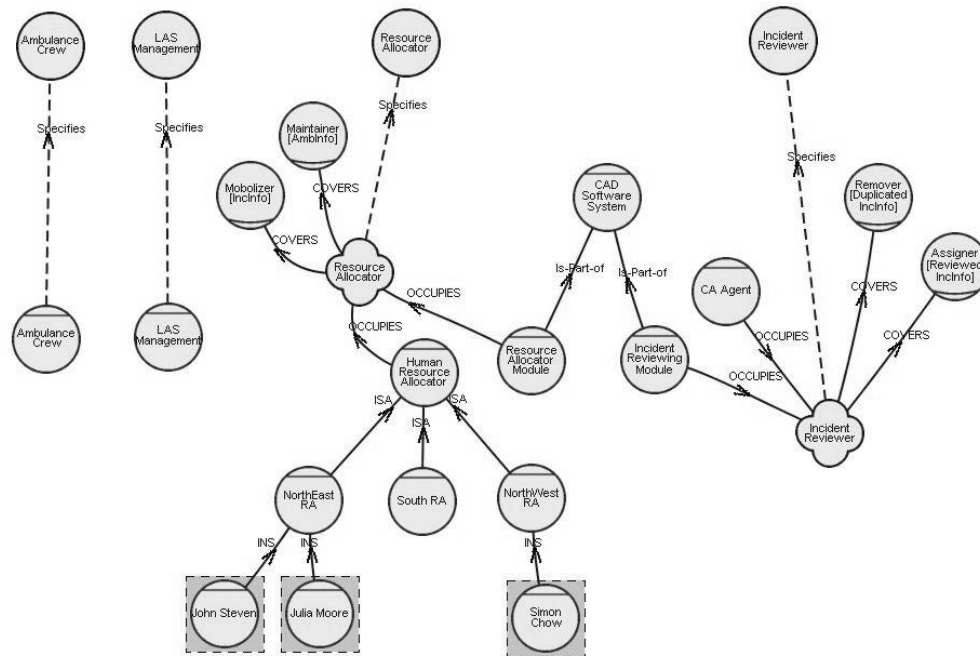 Ambulance
Crew
LAS
Management
Resource
Allocator
Incident
Reviewer
Specifies
Specifies
Specifies
Specifies
Maintainer
[AmbInfo]
Mobolizer
[IncInfo]
COVERS
COVERS
CAD
Software
System
Remover
[Duplicated
IncInfo]
Assigner
[Reviewed
IncInfo]
Resource
Allocator
Is-Part-of
Is-Part-of
CA Agent
COVERS
COVERS
OCCUPIES
OCCUPIES
OCCUPIES
OCCUPIES
Ambulance
Crew
LAS
Management
Human
Resource
Allocator
Resource
Allocator
Module
Incident
Reviewing
Module
Incident
Reviewer
ISA
ISA
ISA
NorthEast
RA
South RA
NorthWest
RA
INS
INS
INS
John Steven
Julia Moore
Simon
Chow